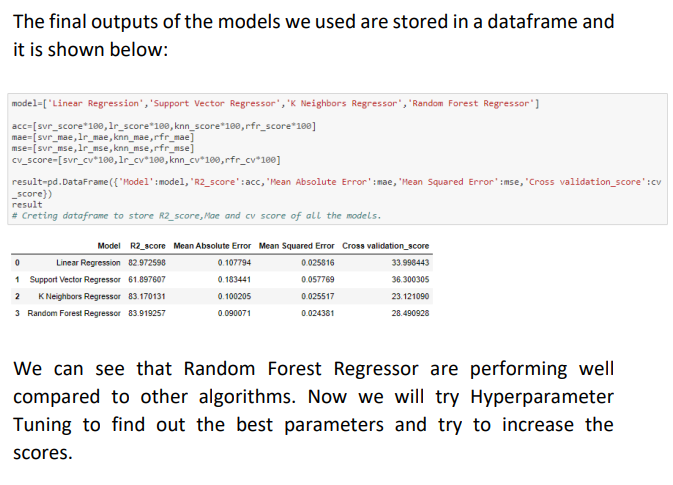 The final outputs of the models we used are stored in a dataframe and
it is shown below:
model=['Linear Regression','Support Vector Regression','K Neighbors Regressor','Random Forest Regressor']
acc=[svr_score*100,lr_score*100,knn_score*100,rfr_score*100]
mae=[svr_mae,lr_mae,knn_mae,rfr_mae]
mse=[svr_mse,lr_mse,knn_mse,rfr_mse]
cv_score=[svr_cv*100,lr_cv*100,knn_cv*100,rfr_cv*100]
result=pd.DataFrame({'Model':model,'R2_score':acc,'Mean Absolute Error':mae,'Mean Squared Error':mse,'Cross validation_score':cv
_score})
result
# Creting dataframe to store R2_score,Mae and cv score of all the models.
Model R2_score Mean Absolute Error Mean Squared Error Cross validation_score
0 Linear Regression 82.972598 0.107794 0.025816 33.998443
1 Support Vector Regressor 61.897607 0.183441 0.057769 36.300305
2 K Neighbors Regressor 83.170131 0.100205 0.025517 23.121090
3 Random Forest Regressor 83.919257 0.090071 0.024381 28.490928
We can see that Random Forest Regressor are performing well
compared to other algorithms. Now we will try Hyperparameter
Tuning to find out the best parameters and try to increase the
scores.